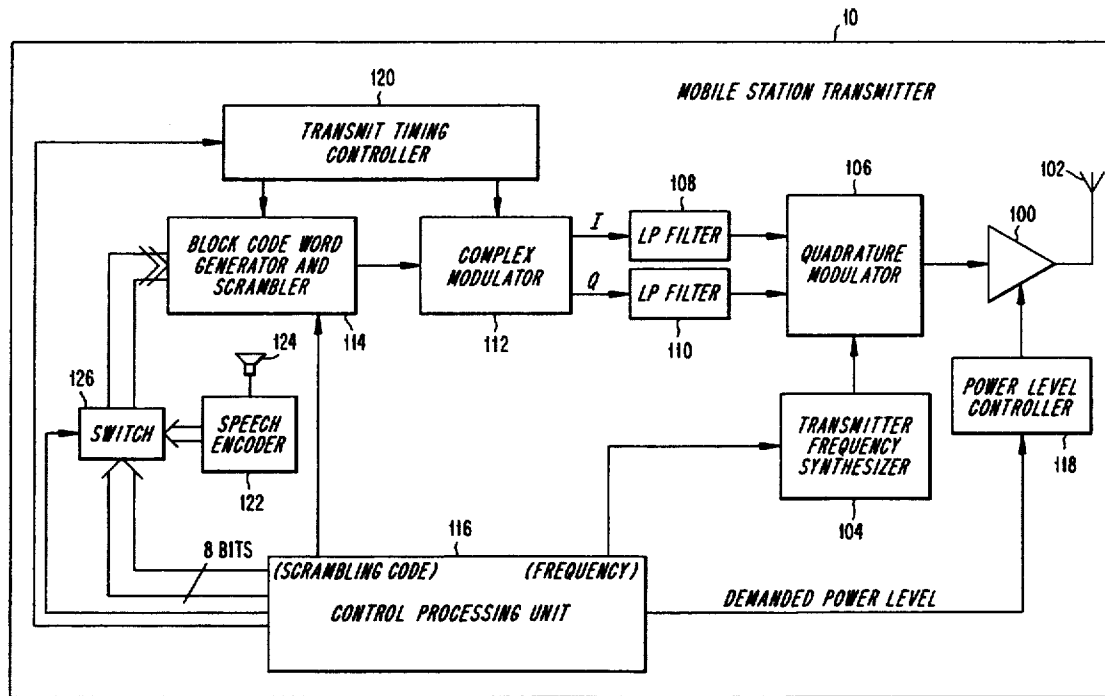 10
MOBILE STATION TRANSMITTER
120
TRANSMIT TIMING
CONTROLLER
BLOCK CODE WORD
GENERATOR AND
SCRAMBLER
114
COMPLEX
MODULATOR
112
I
Q
108
LP FILTER
LP FILTER
110
106
QUADRATURE
MODULATOR
100
102
124
126
SWITCH
SPEECH
ENCODER
122
TRANSMITTER
FREQUENCY
SYNTHESIZER
104
POWER LEVEL
CONTROLLER
118
8 BITS
116
(SCRAMBLING CODE)
(FREQUENCY)
CONTROL PROCESSING UNIT
DEMANDED POWER LEVEL